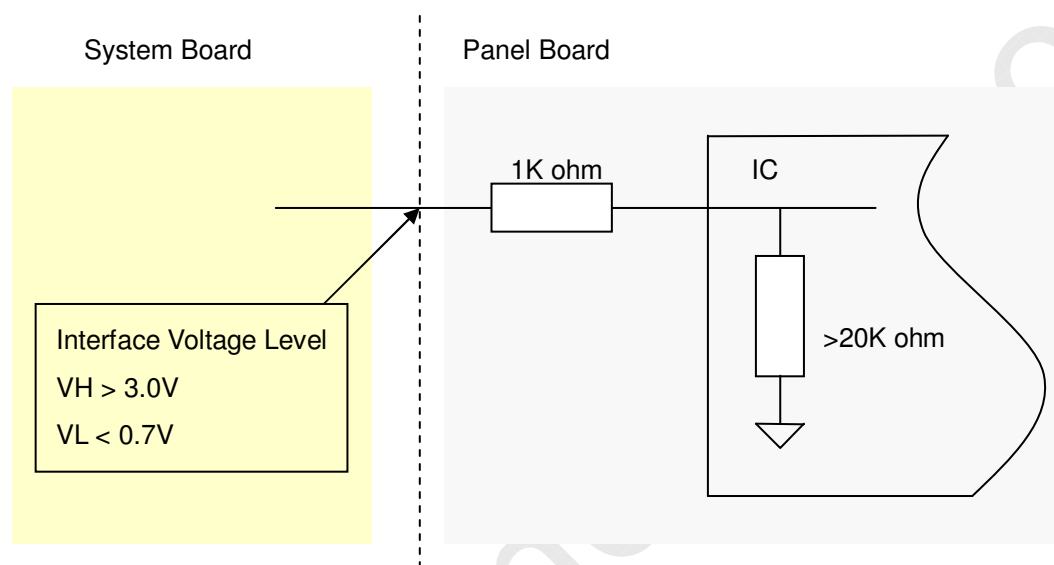 System Board
Panel Board
1K ohm
IC
Interface Voltage Level
VH > 3.0V
VL < 0.7V
>20K ohm